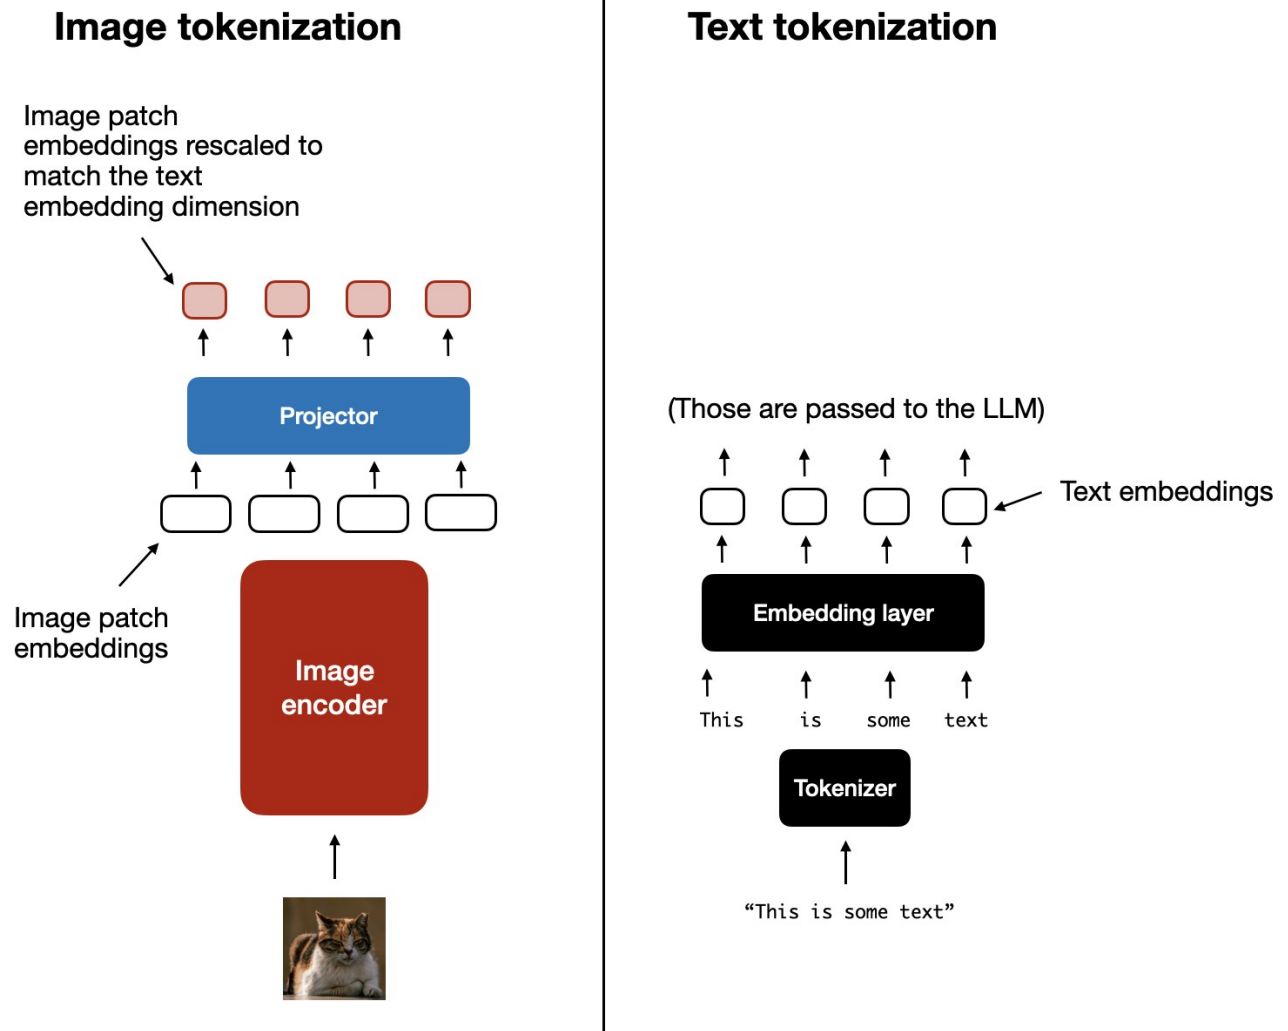 Image tokenization
Image patch
embeddings rescaled to
match the text
embedding dimension
Projector
Image patch
embeddings
Image
encoder
Text tokenization
(Those are passed to the LLM)
Text embeddings
Embedding layer
This is some text
Tokenizer
“This is some text”